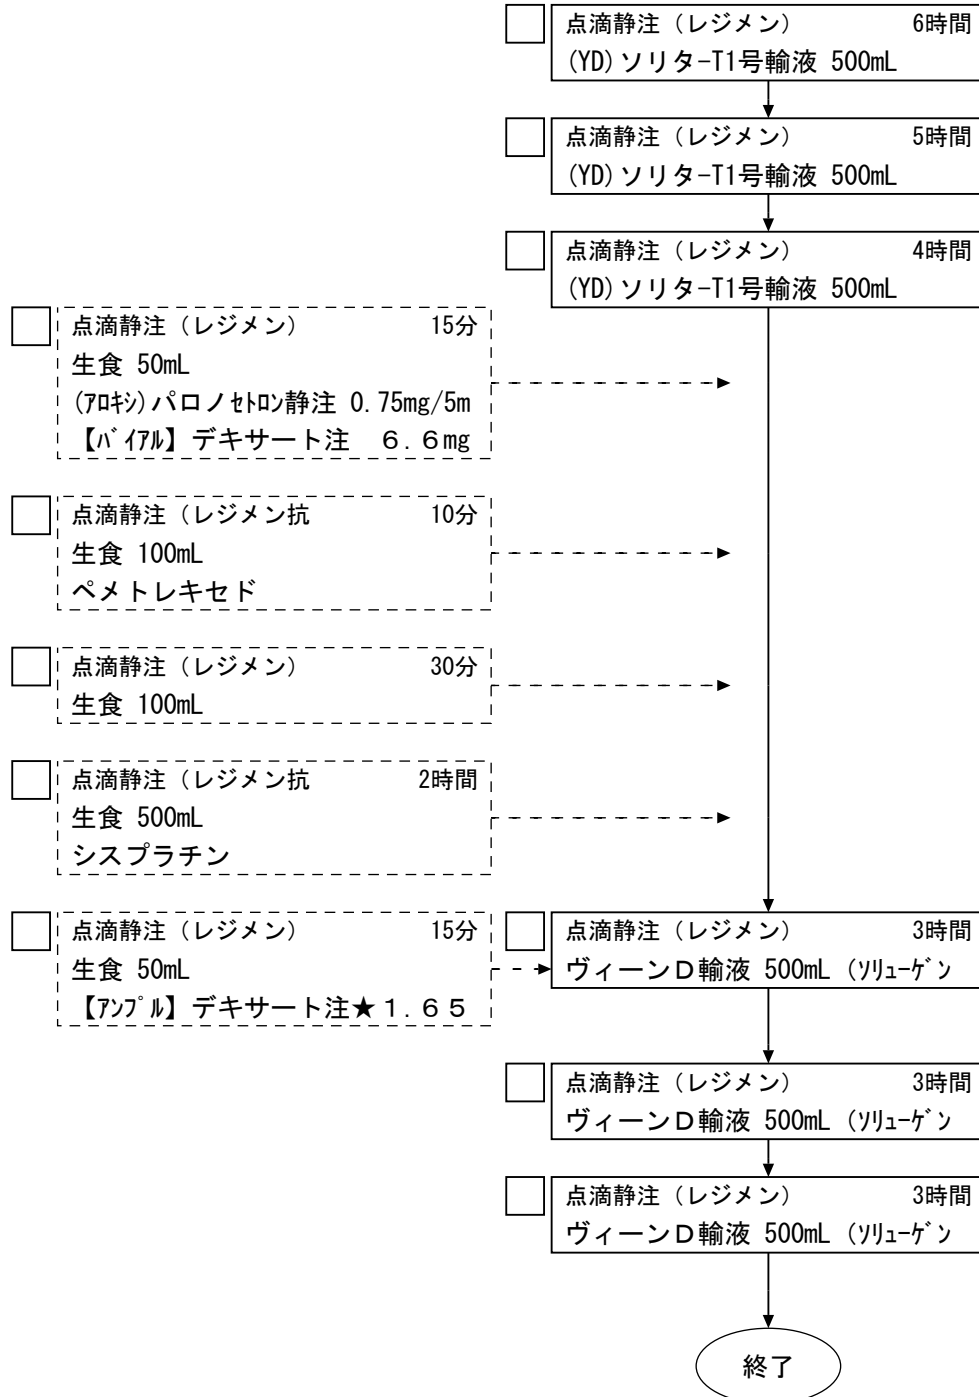 点滴静注（レジメン） 6時間
(YD)ソリタ-T1号輸液 500mL
点滴静注（レジメン） 5時間
(YD)ソリタ-T1号輸液 500mL
点滴静注（レジメン） 4時間
(YD)ソリタ-T1号輸液 500mL
点滴静注（レジメン） 15分
生食 50mL
(ｱﾛｷｼ)パロノｾﾄﾛﾝ静注 0.75mg/5m
【ﾊﾞｲｱﾙ】デキサート注　６.６mg
点滴静注（レジメン抗 10分
生食 100mL
ペメトレキセド
点滴静注（レジメン） 30分
生食 100mL
点滴静注（レジメン抗 2時間
生食 500mL
シスプラチン
点滴静注（レジメン） 15分
生食 50mL
【ｱﾝﾌﾟﾙ】デキサート注★１.６５
点滴静注（レジメン） 3時間
ヴィーンＤ輸液 500mL (ｿﾘｭｰｹﾞﾝ
点滴静注（レジメン） 3時間
ヴィーンＤ輸液 500mL (ｿﾘｭｰｹﾞﾝ
点滴静注（レジメン） 3時間
ヴィーンＤ輸液 500mL (ｿﾘｭｰｹﾞﾝ
終了